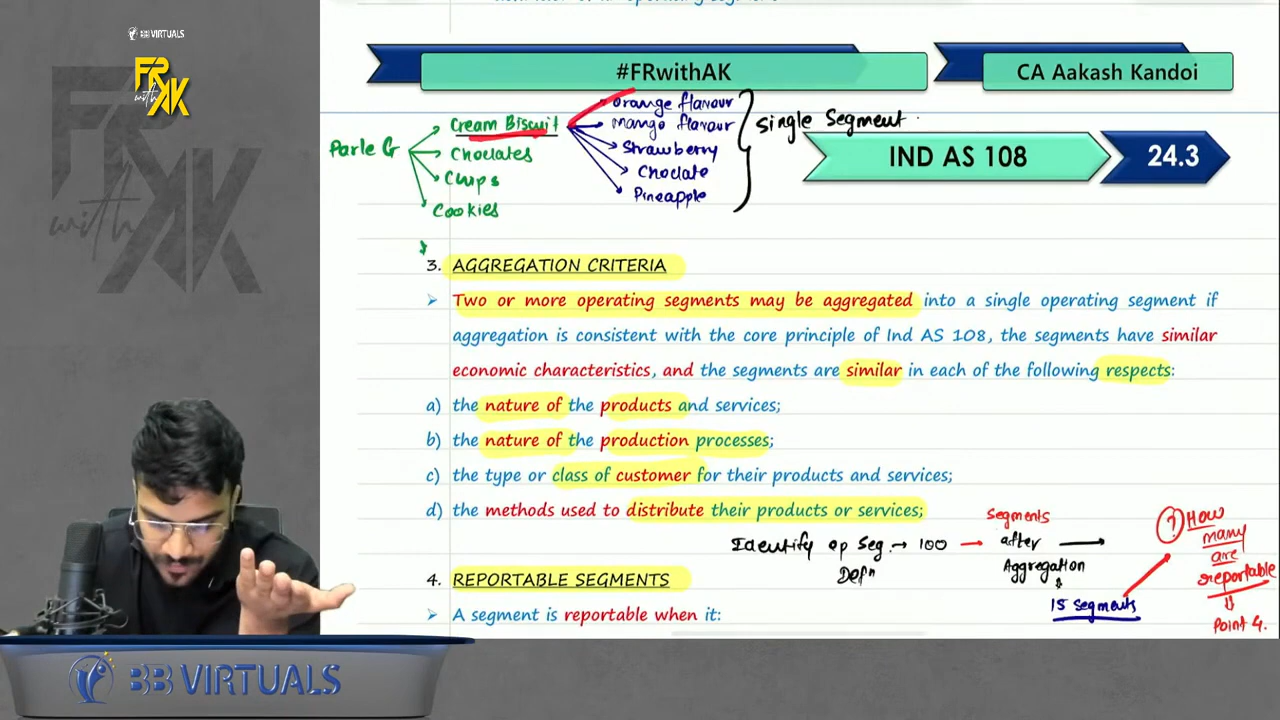 BB VIRTUALS
FR
with
AK
#FRwithAK
CA Aakash Kandoi
IND AS 108
24.3
Parle G
Cream Biscuit
Choclates
Chips
Cookies
Orange flavour
Mango flavour
Strawberry
Choclate
Pineapple
Single Segment
3. AGGREGATION CRITERIA
Two or more operating segments may be aggregated into a single operating segment if
aggregation is consistent with the core principle of Ind AS 108, the segments have similar
economic characteristics, and the segments are similar in each of the following respects:
a) the nature of the products and services;
b) the nature of the production processes;
c) the type or class of customer for their products and services;
d) the methods used to distribute their products or services;
Identify op Seg → 100 → Segments after Aggregation
Defn
15 segments
? How
many
are
reportable
Point 4.
4. REPORTABLE SEGMENTS
A segment is reportable when it:
BB VIRTUALS